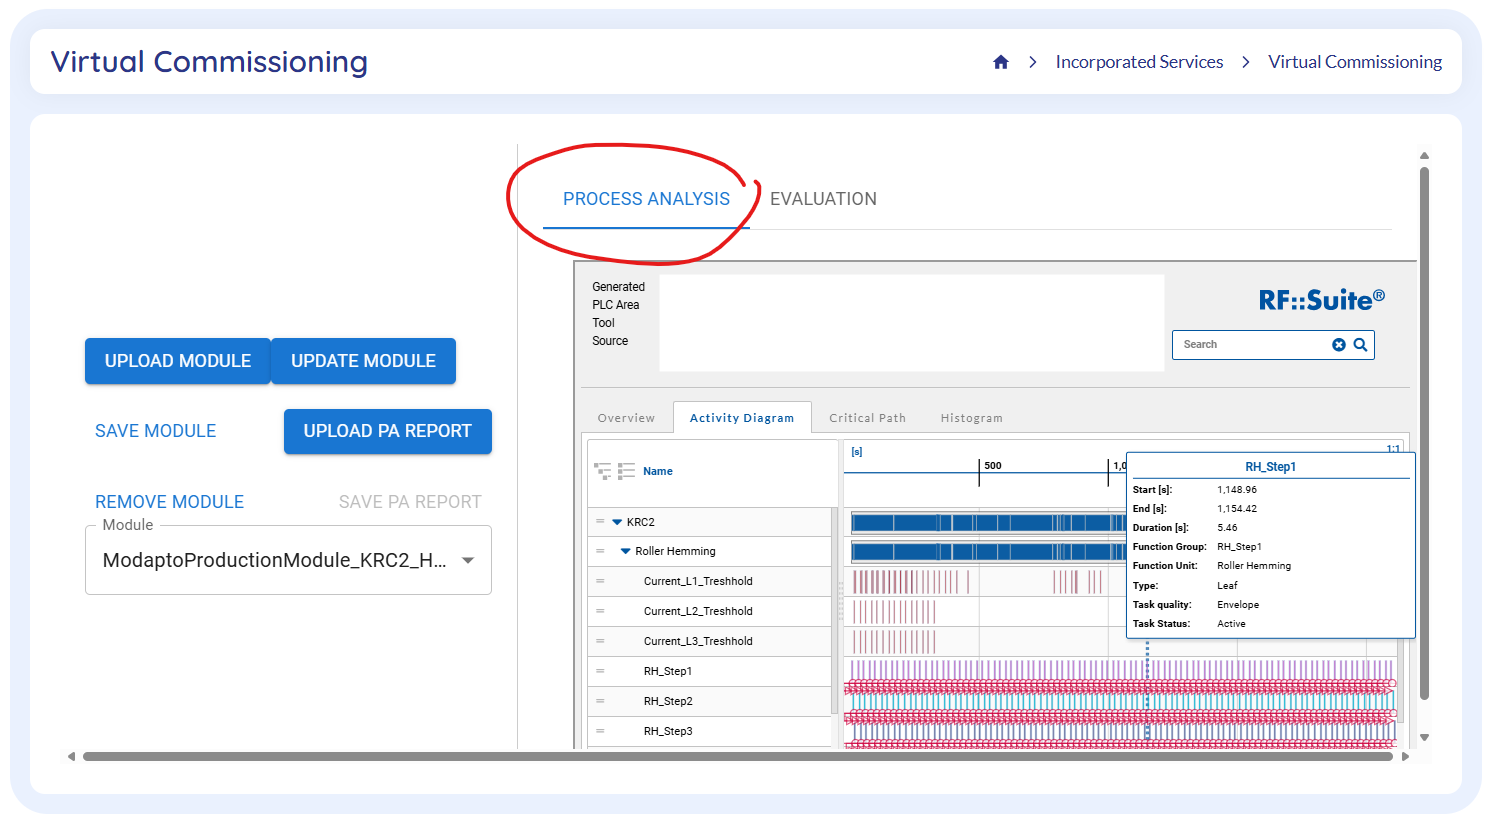 Virtual Commissioning
Incorporated Services
Virtual Commissioning
UPLOAD MODULE
UPDATE MODULE
SAVE MODULE
UPLOAD PA REPORT
REMOVE MODULE
SAVE PA REPORT
Module
ModaptoProductionModule_KRC2_H...
PROCESS ANALYSIS
EVALUATION
Generated
PLC Area
Tool
Source
RF::Suite®
Search
Overview
Activity Diagram
Critical Path
Histogram
Name
[s]
500
1,0
1:1
KRC2
Roller Hemming
Current_L1_Treshhold
Current_L2_Treshhold
Current_L3_Treshhold
RH_Step1
RH_Step2
RH_Step3
RH_Step1
Start [s]: 1,148.96
End [s]: 1,154.42
Duration [s]: 5.46
Function Group: RH_Step1
Function Unit: Roller Hemming
Type: Leaf
Task quality: Envelope
Task Status: Active